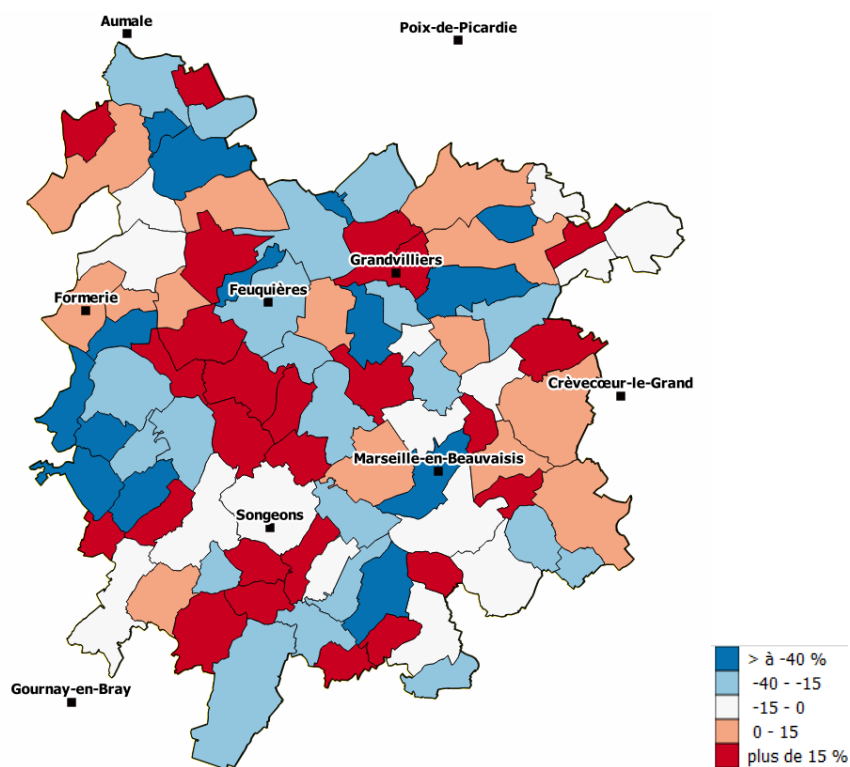 Aumale
Poix-de-Picardie
Grandvilliers
Feuquières
Formerie
Crèvecœur-le-Grand
Marseille-en-Beauvaisis
Songeons
Gournay-en-Bray
> à -40 %
-40 - -15
-15 - 0
0 - 15
plus de 15 %